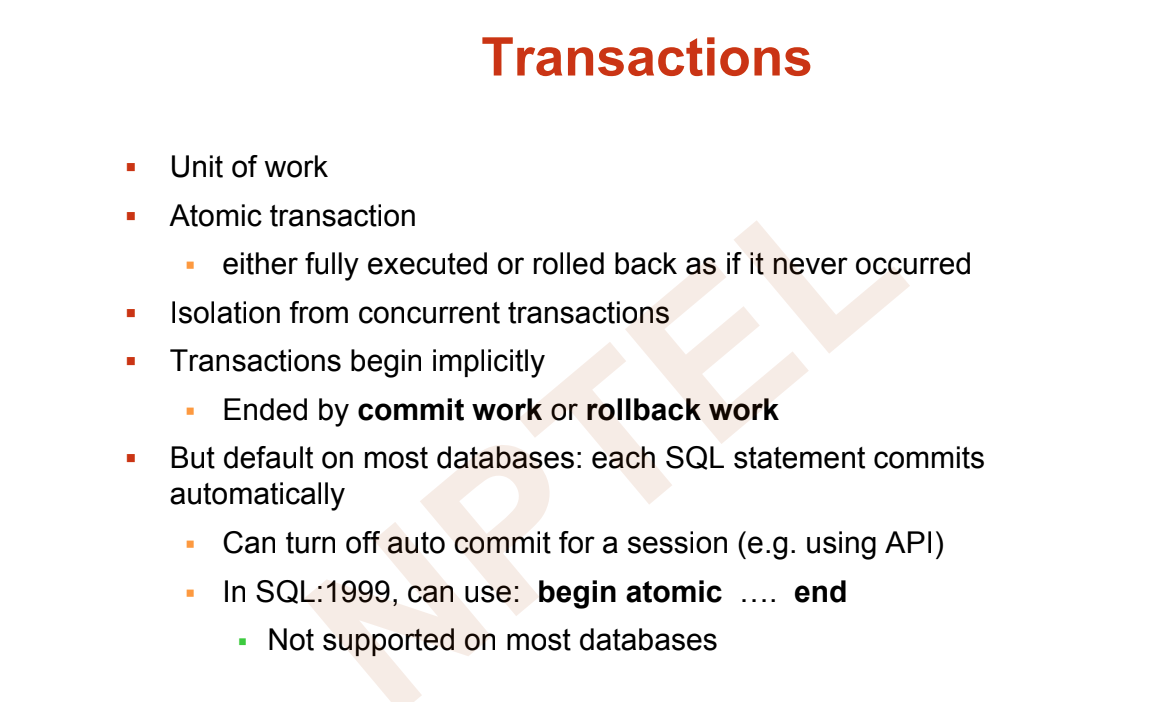 Transactions
▪ Unit of work
▪ Atomic transaction
▪ either fully executed or rolled back as if it never occurred
▪ Isolation from concurrent transactions
▪ Transactions begin implicitly
▪ Ended by commit work or rollback work
▪ But default on most databases: each SQL statement commits
automatically
▪ Can turn off auto commit for a session (e.g. using API)
▪ In SQL:1999, can use:  begin atomic  ….  end
▪ Not supported on most databases
NPTEL